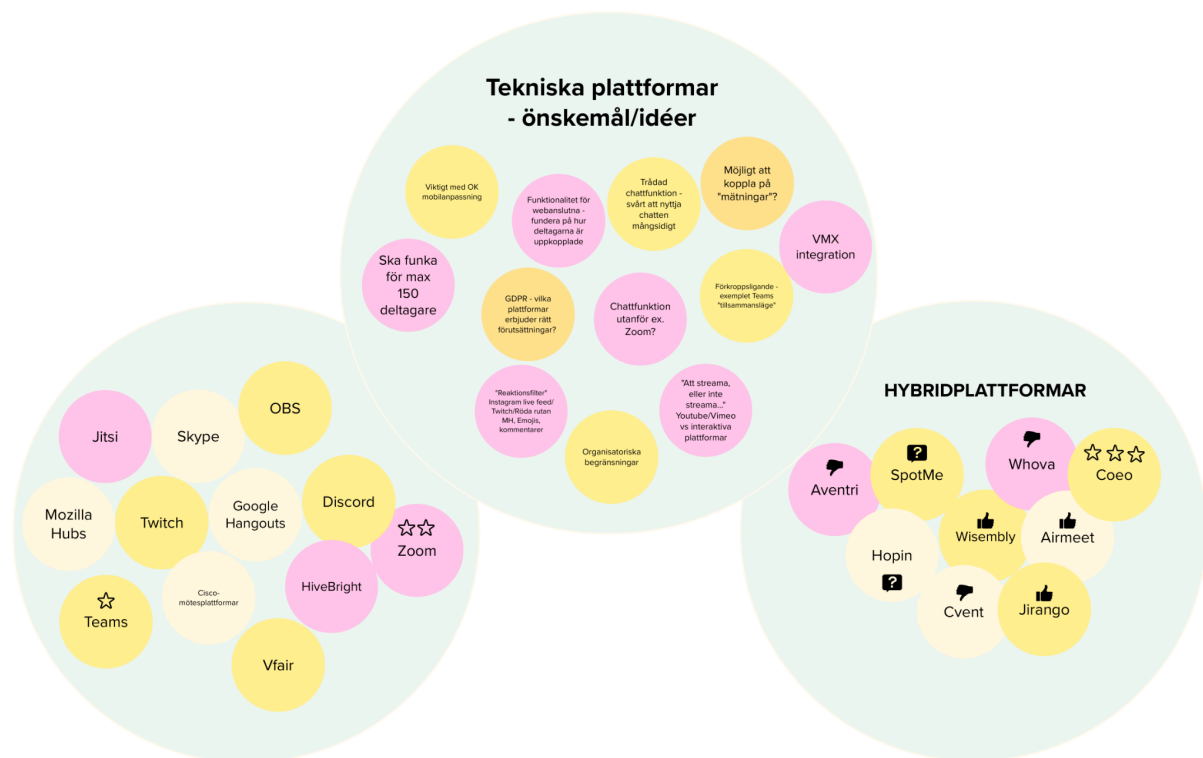 Tekniska plattformar
- önskemål/idéer
Viktigt med OK
mobilanpassning
Funktionalitet för
webanslutna -
fundera på hur
deltagarna är
uppkopplade
Trådad
chattfunktion -
svårt att nyttja
chatten
mångsidigt
Möjligt att
koppla på
"mätningar"?
VMX
integration
Ska funka
för max
150
deltagare
GDPR - vilka
plattformar
erbjuder rätt
förutsättningar?
Chattfunktion
utanför ex.
Zoom?
Förkroppsligande -
exemplet Teams
"tillsammansläge"
"Reaktionsfilter"
Instagram live feed/
Twitch/Röda rutan
MH, Emojis,
kommentarer
Organisatoriska
begränsningar
"Att streama,
eller inte
streama..."
Youtube/Vimeo
vs interaktiva
plattformar
Jitsi
Skype
OBS
Mozilla
Hubs
Twitch
Google
Hangouts
Discord
Zoom
Teams
Cisco-
mötesplattformar
HiveBright
Vfair
HYBRIDPLATTFORMAR
Aventri
SpotMe
Whova
Coeo
Hopin
Wisembly
Airmeet
Cvent
Jirango